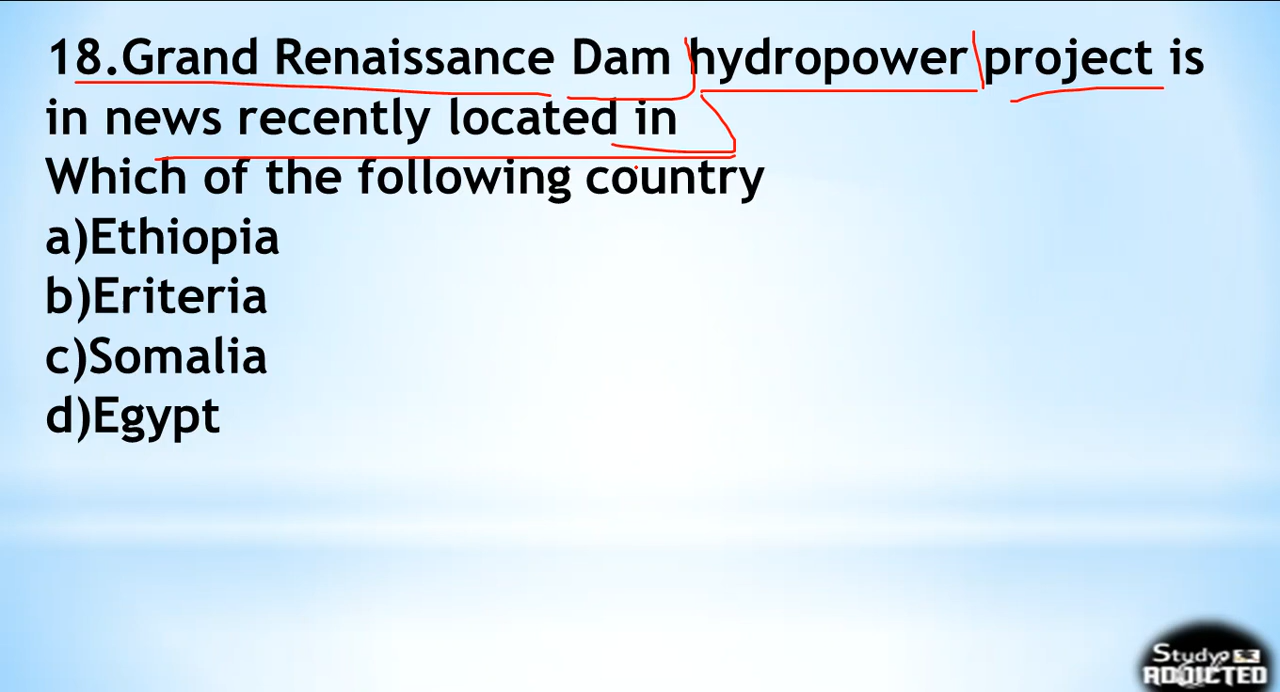 18.Grand Renaissance Dam hydropower project is
in news recently located in
Which of the following country
a)Ethiopia
b)Eriteria
c)Somalia
d)Egypt
Study
ADDICTED